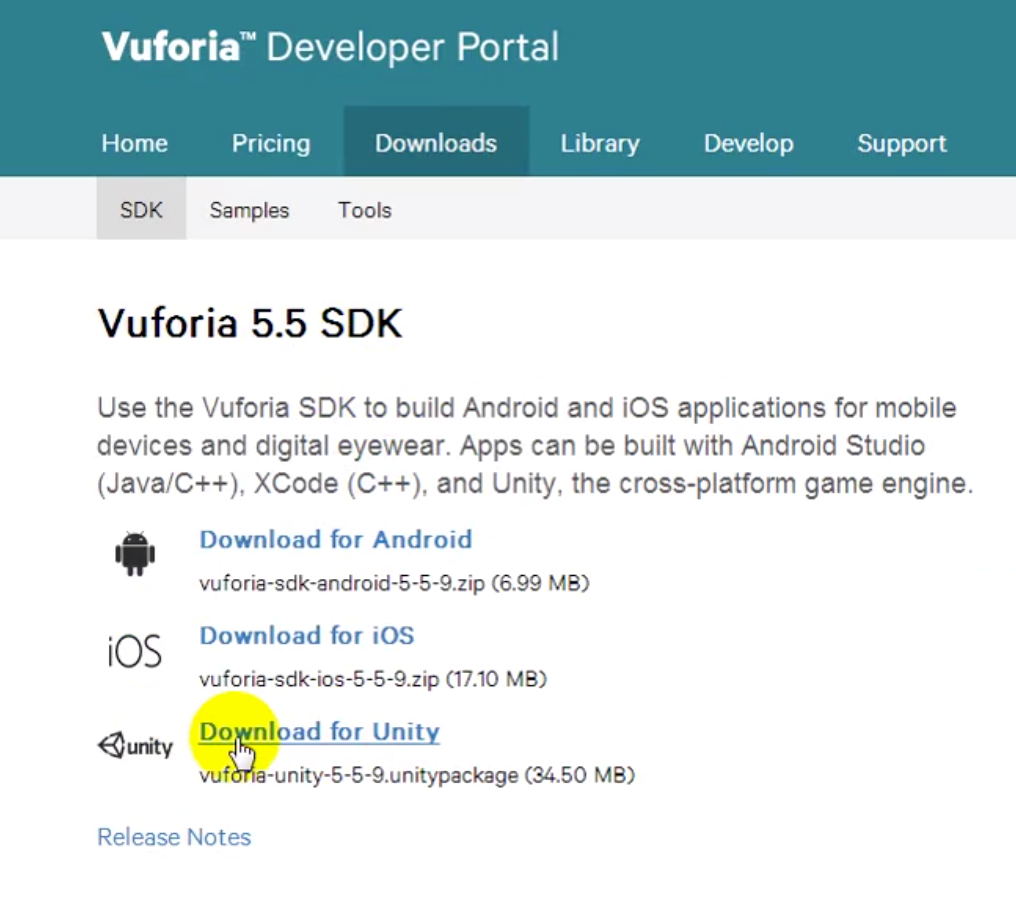 Vuforia™ Developer Portal
Home Pricing Downloads Library Develop Support
SDK Samples Tools
Vuforia 5.5 SDK
Use the Vuforia SDK to build Android and iOS applications for mobile
devices and digital eyewear. Apps can be built with Android Studio
(Java/C++), XCode (C++), and Unity, the cross-platform game engine.
Download for Android
vuforia-sdk-android-5-5-9.zip (6.99 MB)
iOS
Download for iOS
vuforia-sdk-ios-5-5-9.zip (17.10 MB)
unity
Download for Unity
vuforia-unity-5-5-9.unitypackage (34.50 MB)
Release Notes